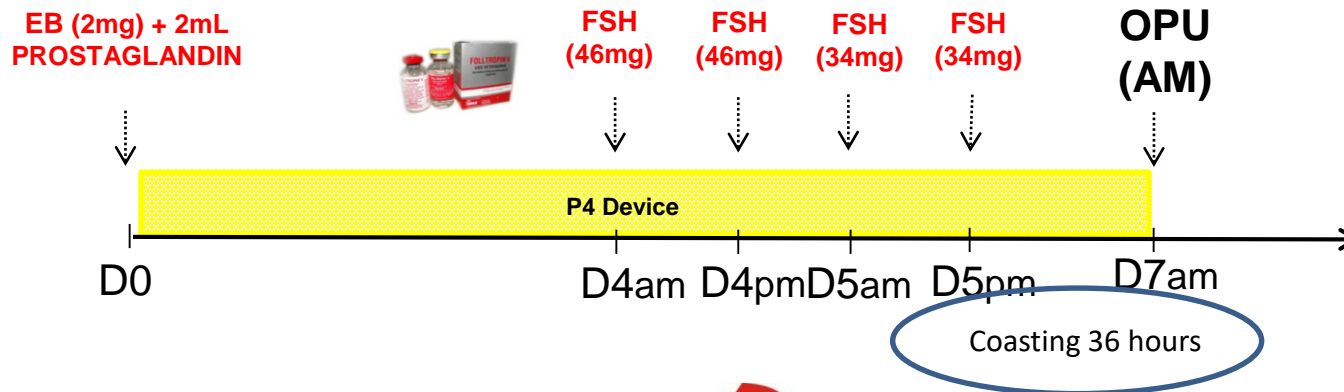 EB (2mg) + 2mL
PROSTAGLANDIN
FSH
(46mg)
FSH
(46mg)
FSH
(34mg)
FSH
(34mg)
OPU
(AM)
FOLLTROPIN V
P4 Device
D0
D4am
D4pm
D5am
D5pm
D7am
Coasting 36 hours